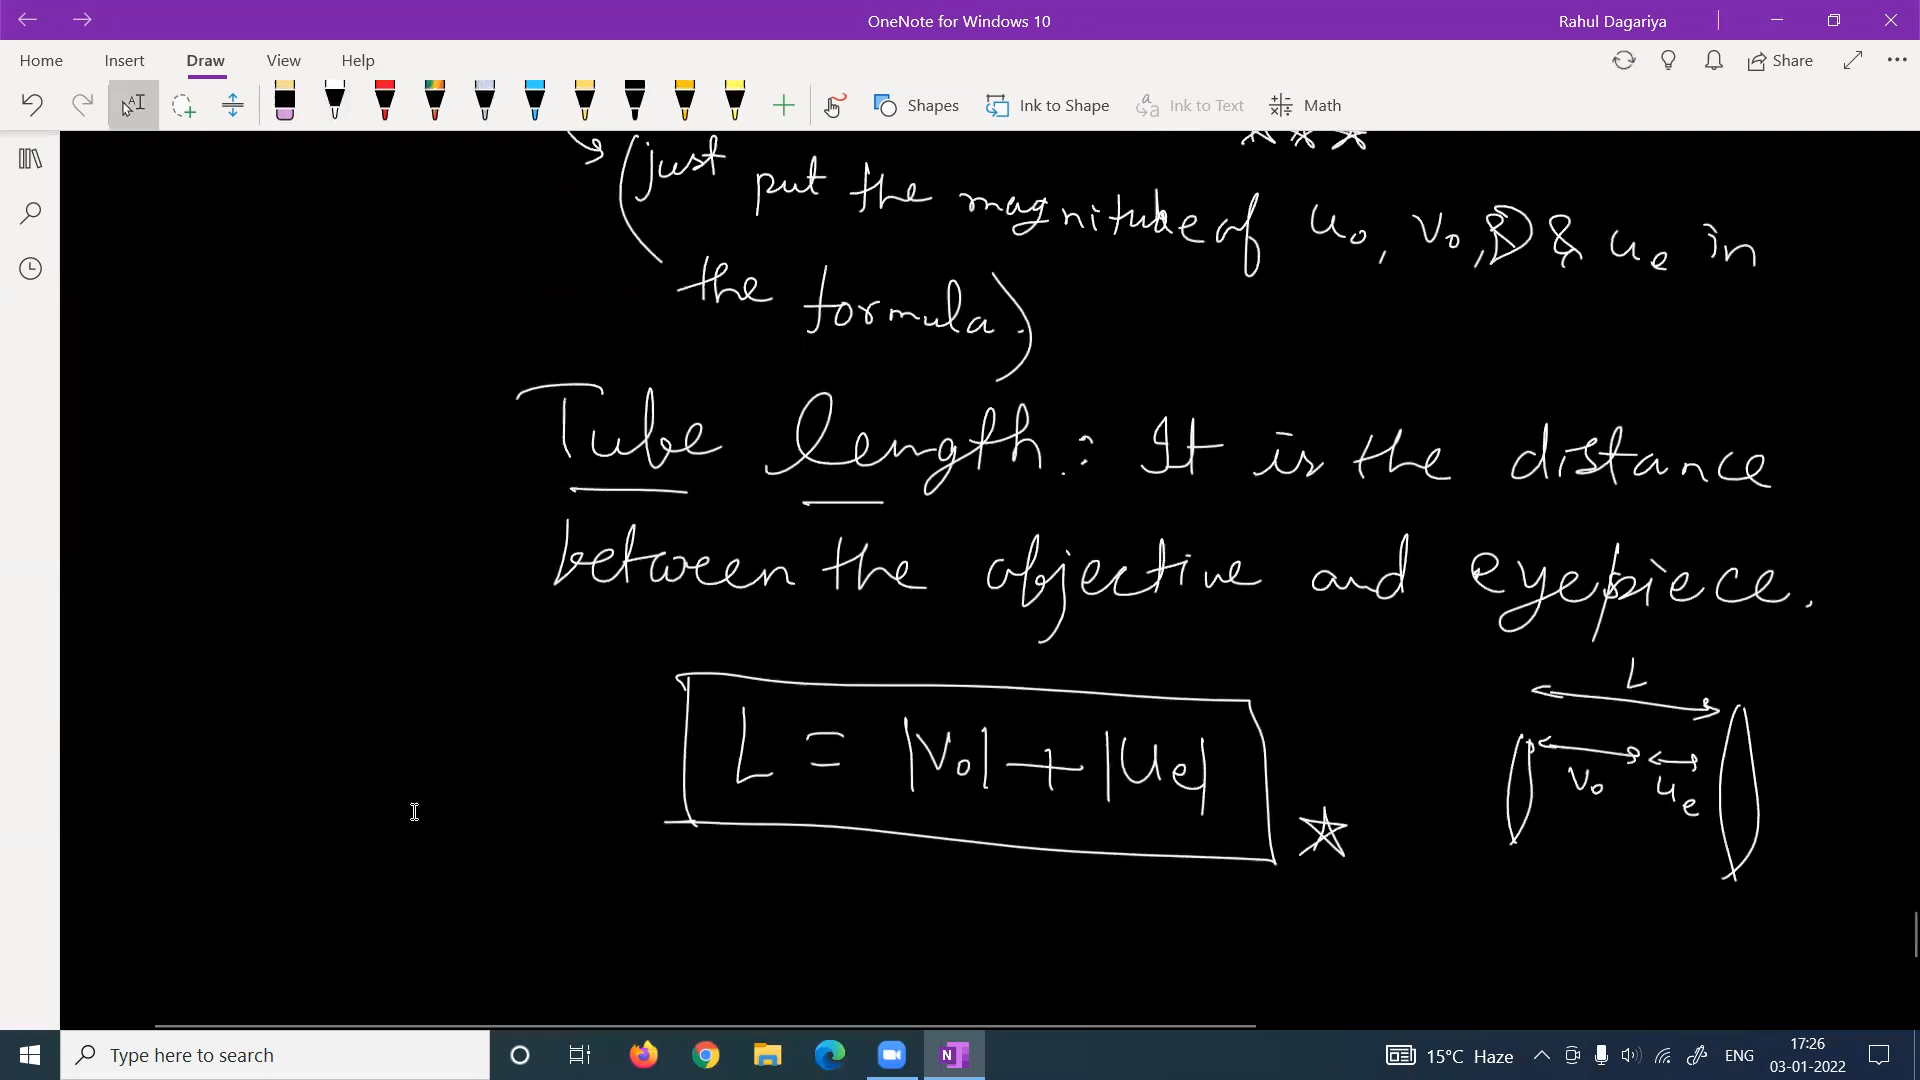 OneNote for Windows 10
Rahul Dagariya
Home Insert Draw View Help
Share
Shapes Ink to Shape Ink to Text Math
(just put the magnitude of u₀, v₀, D & uₑ in
the formula.)
Tube length: It is the distance
between the objective and eyepiece.
L
L = |v₀| + |uₑ|
v₀ uₑ
Type here to search
15°C Haze
ENG
17:26
03-01-2022